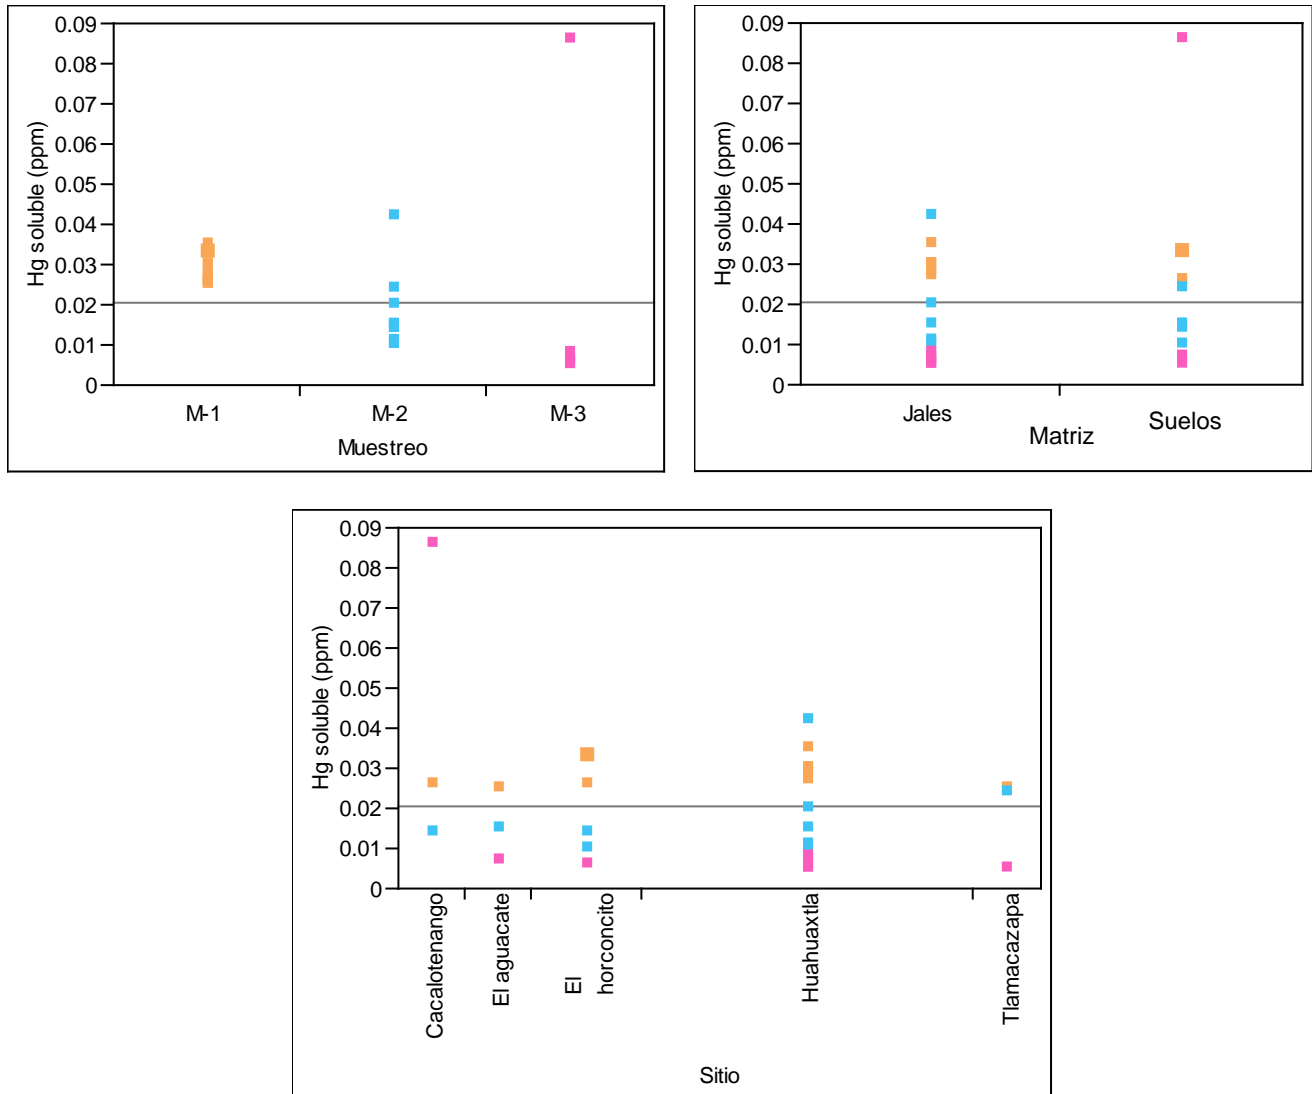 Hg soluble (ppm)
0.09
0.08
0.07
0.06
0.05
0.04
0.03
0.02
0.01
0
M-1
M-2
M-3
Muestreo
Hg soluble (ppm)
0.09
0.08
0.07
0.06
0.05
0.04
0.03
0.02
0.01
0
Jales
Suelos
Matriz
Hg soluble (ppm)
0.09
0.08
0.07
0.06
0.05
0.04
0.03
0.02
0.01
0
Cacalotenango
El aguacate
El
horconcito
Huahuaxtla
Tlamacazapa
Sitio